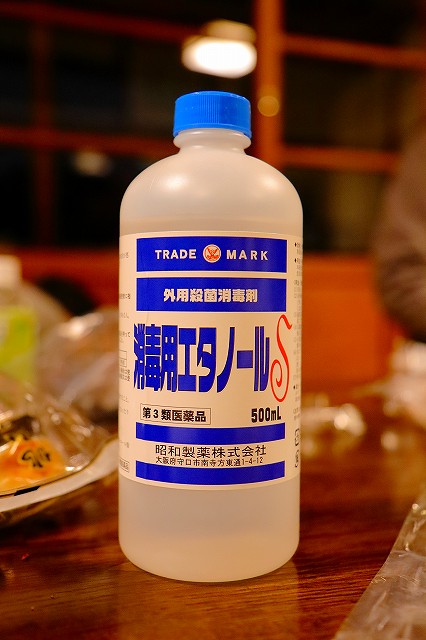 TRADE MARK
外用殺菌消毒剤
消毒用エタノールS
第3類医薬品
500mL
昭和製薬株式会社
大阪府守口市南寺方東通1-4-12